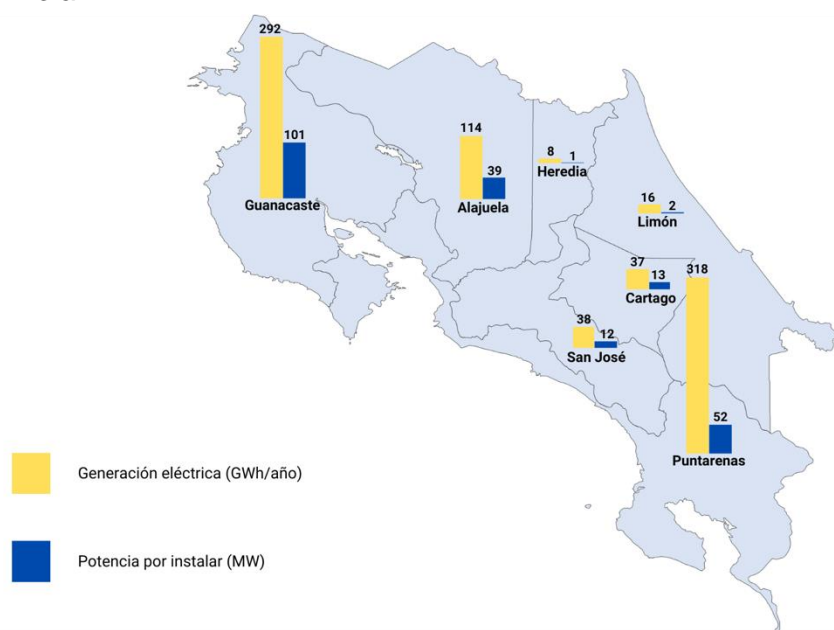 292
101
Guanacaste
114
39
Alajuela
8
1
Heredia
16
2
Limón
37
13
Cartago
318
52
Puntarenas
38
12
San José
Generación eléctrica (GWh/año)
Potencia por instalar (MW)